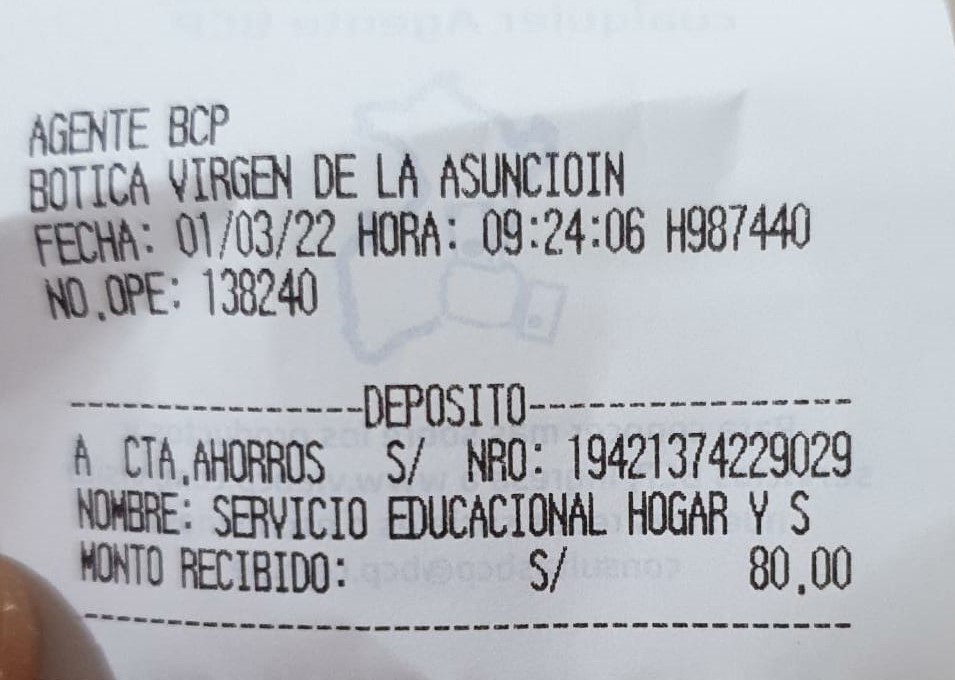 AGENTE BCP
BOTICA VIRGEN DE LA ASUNCIOIN
FECHA: 01/03/22 HORA: 09:24:06 H987440
NO.OPE: 138240
--------------DEPOSITO---------------
A CTA.AHORROS S/ NRO: 19421374229029
NOMBRE: SERVICIO EDUCACIONAL HOGAR Y S
MONTO RECIBIDO: S/ 80.00
-------------------------------------